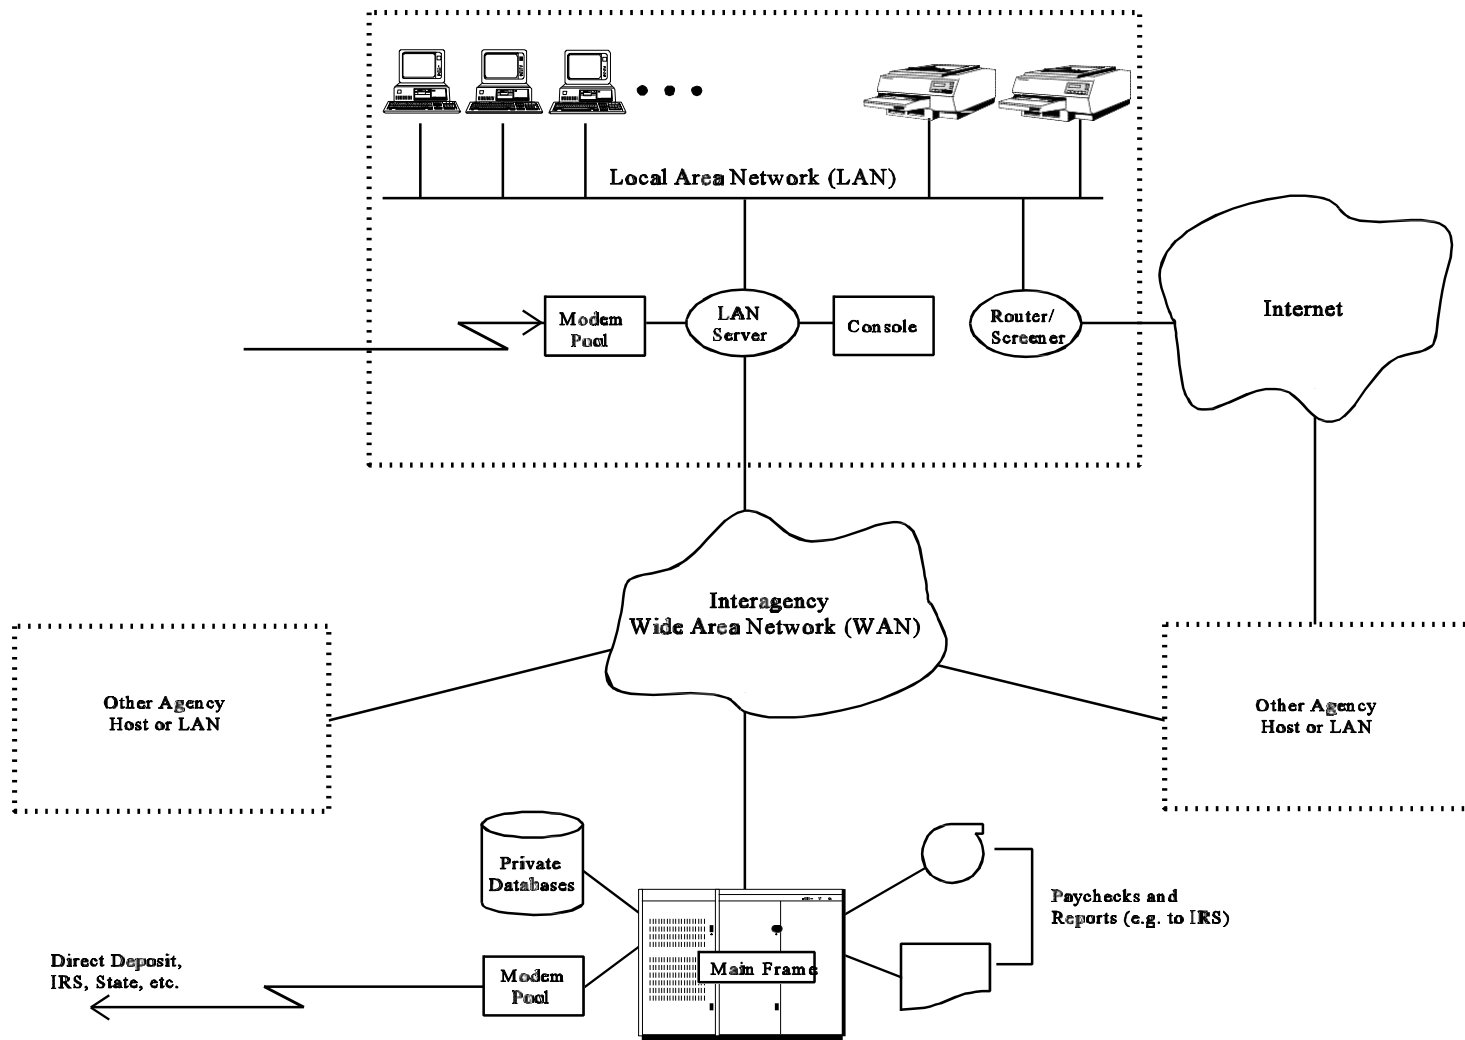 Local Area Network (LAN)
Modem
Pool
LAN
Server
Console
Router/
Screener
Internet
Interagency
Wide Area Network (WAN)
Other Agency
Host or LAN
Other Agency
Host or LAN
Private
Databases
Paychecks and
Reports (e.g. to IRS)
Main Frame
Direct Deposit,
IRS, State, etc.
Modem
Pool